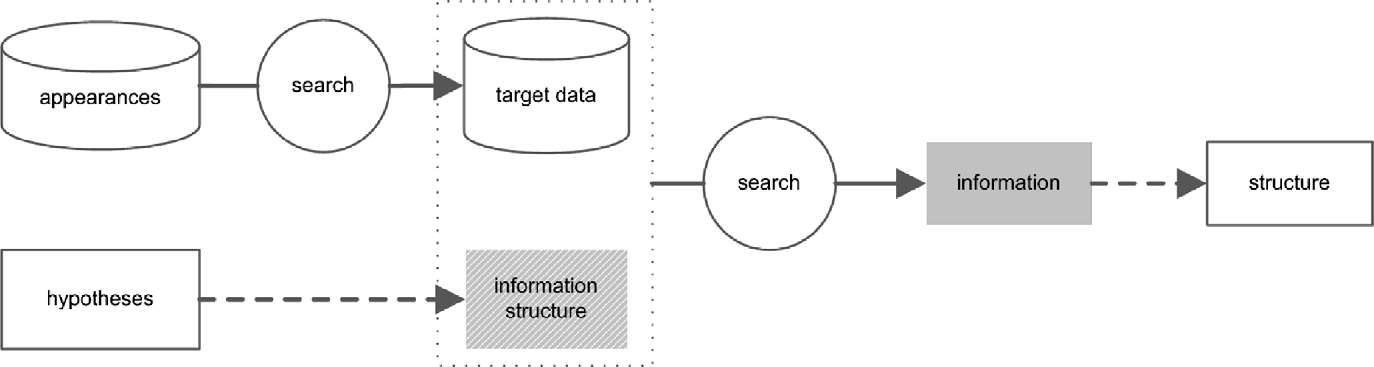 appearances
search
target data
search
information
structure
hypotheses
information
structure